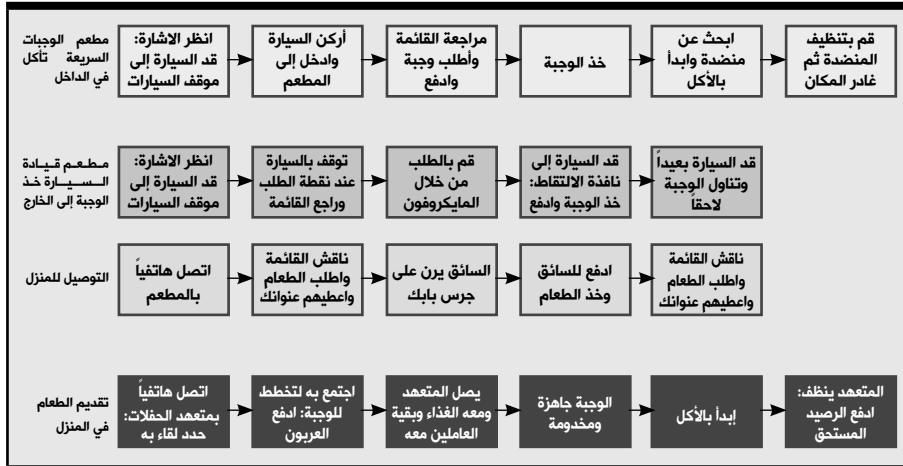 مطعم الوجبات
السريعة تأكل
في الداخل
انظر الاشارة:
قد السيارة إلى
موقف السيارات
أركن السيارة
وادخل إلى
المطعم
مراجعة القائمة
وأطلب وجبة
وادفع
خذ الوجبة
ابحث عن
منضدة وابدأ
بالأكل
قم بتنظيف
المنضدة ثم
غادر المكان
مطعم قيادة
السيارة خذ
الوجبة إلى الخارج
انظر الاشارة:
قد السيارة إلى
موقف السيارات
توقف بالسيارة
عند نقطة الطلب
وراجع القائمة
قم بالطلب
من خلال
المايكروفون
قد السيارة إلى
نافذة الالتقاط:
خذ الوجبة وادفع
قد السيارة بعيداً
وتناول الوجبة
لاحقاً
التوصيل للمنزل
اتصل هاتفياً
بالمطعم
ناقش القائمة
واطلب الطعام
واعطيهم عنوانك
السائق يرن على
جرس بابك
ادفع للسائق
وخذ الطعام
ناقش القائمة
واطلب الطعام
واعطيهم عنوانك
تقديم الطعام
في المنزل
اتصل هاتفياً
بمتعهد الحفلات:
حدد لقاء به
اجتمع به لتخطط
للوجبة: ادفع
العربون
يصل المتعهد
ومعه الغذاء وبقية
العاملين معه
الوجبة جاهزة
ومخدومة
إبدأ بالأكل
المتعهد ينظف:
ادفع الرصيد
المستحق